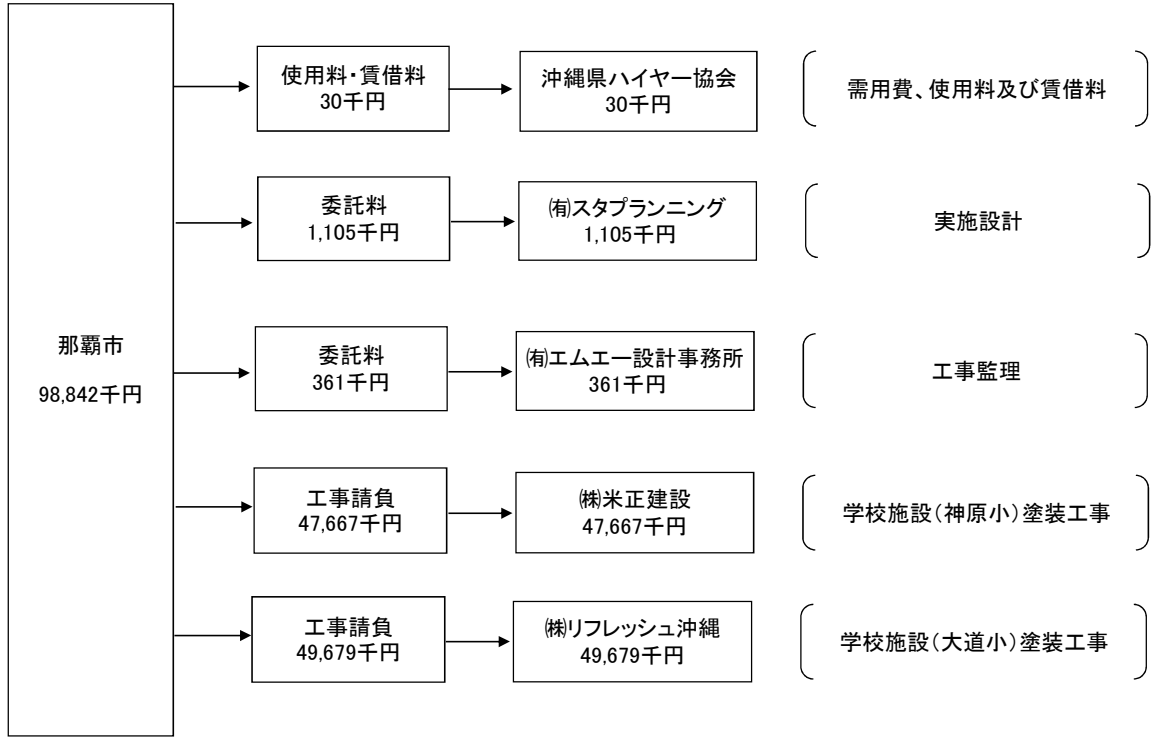 那覇市
98,842千円
使用料・賃借料
30千円
沖縄県ハイヤー協会
30千円
需用費、使用料及び賃借料
委託料
1,105千円
㈲スタプランニング
1,105千円
実施設計
委託料
361千円
㈲エムエー設計事務所
361千円
工事監理
工事請負
47,667千円
㈱米正建設
47,667千円
学校施設(神原小)塗装工事
工事請負
49,679千円
㈱リフレッシュ沖縄
49,679千円
学校施設(大道小)塗装工事